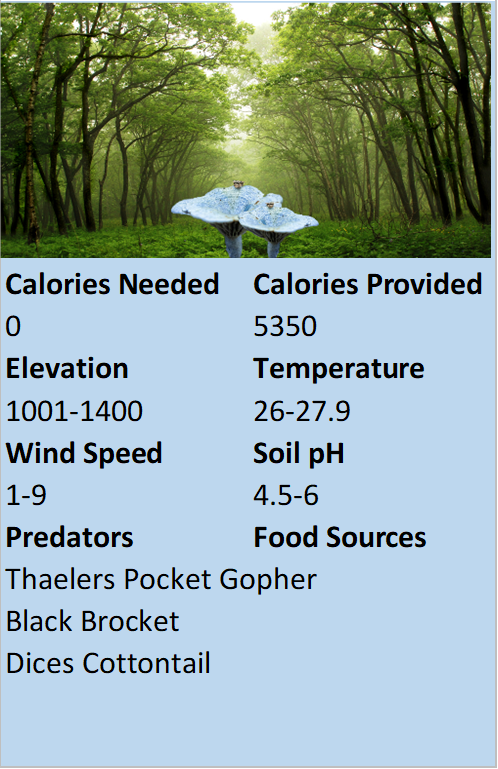 Calories Needed Calories Provided
0 5350
Elevation Temperature
1001-1400 26-27.9
Wind Speed Soil pH
1-9 4.5-6
Predators Food Sources
Thaelers Pocket Gopher
Black Brocket
Dices Cottontail